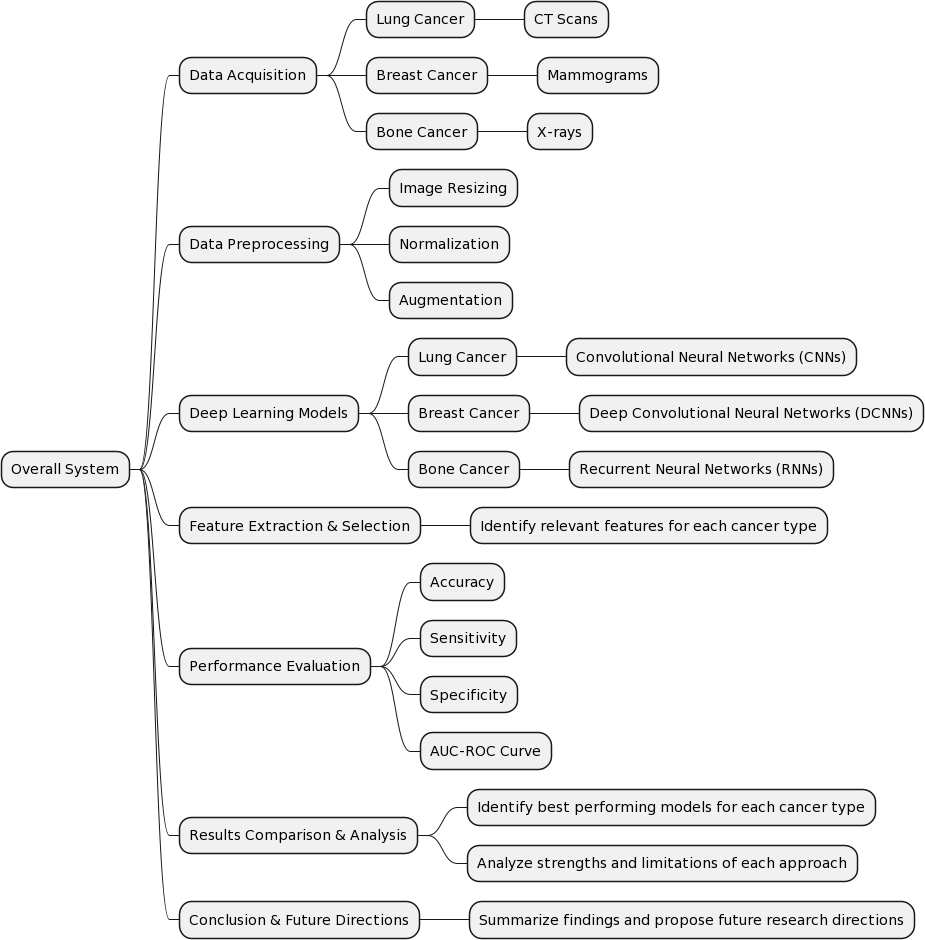 Overall System
Data Acquisition
Lung Cancer
CT Scans
Breast Cancer
Mammograms
Bone Cancer
X-rays
Data Preprocessing
Image Resizing
Normalization
Augmentation
Deep Learning Models
Lung Cancer
Convolutional Neural Networks (CNNs)
Breast Cancer
Deep Convolutional Neural Networks (DCNNs)
Bone Cancer
Recurrent Neural Networks (RNNs)
Feature Extraction & Selection
Identify relevant features for each cancer type
Performance Evaluation
Accuracy
Sensitivity
Specificity
AUC-ROC Curve
Results Comparison & Analysis
Identify best performing models for each cancer type
Analyze strengths and limitations of each approach
Conclusion & Future Directions
Summarize findings and propose future research directions